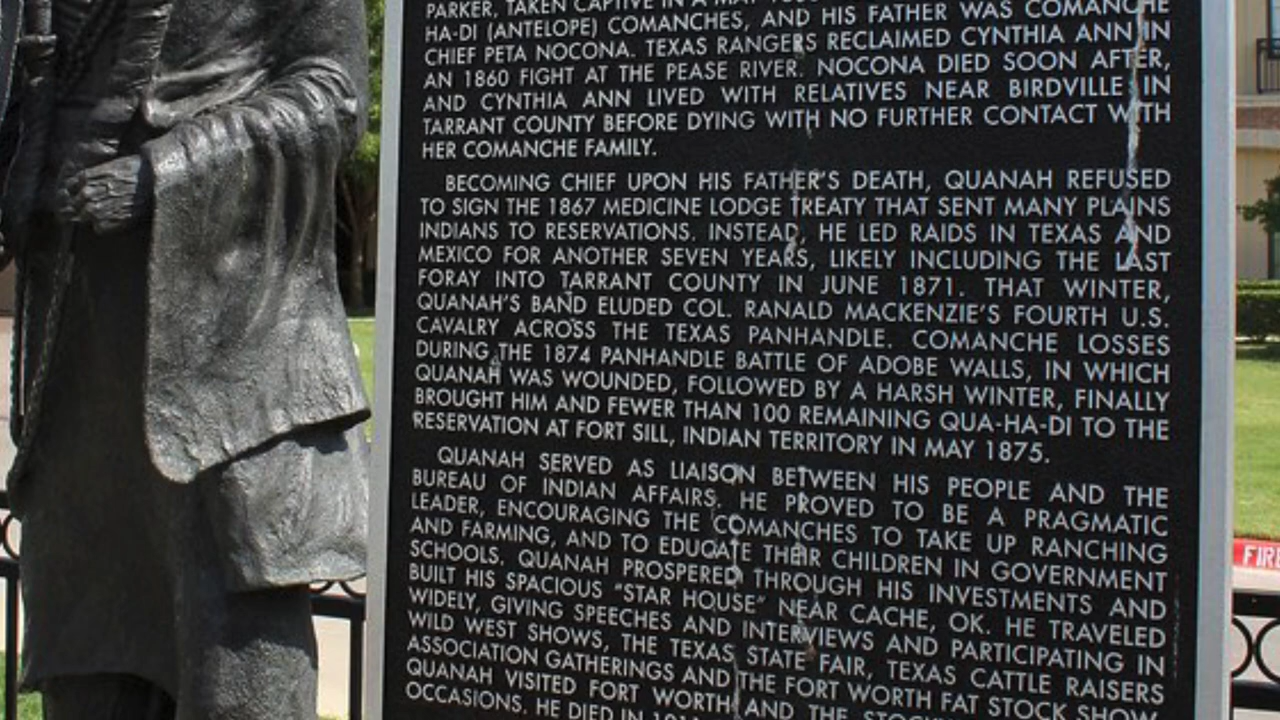 PARKER, TAKEN CAPTIVE IN A MAY
HA-DI (ANTELOPE) COMANCHES, AND HIS FATHER WAS COMANCHE
CHIEF PETA NOCONA. TEXAS RANGERS RECLAIMED CYNTHIA ANN IN
AN 1860 FIGHT AT THE PEASE RIVER. NOCONA DIED SOON AFTER,
AND CYNTHIA ANN LIVED WITH RELATIVES NEAR BIRDVILLE IN
TARRANT COUNTY BEFORE DYING WITH NO FURTHER CONTACT WITH
HER COMANCHE FAMILY.
BECOMING CHIEF UPON HIS FATHER'S DEATH, QUANAH REFUSED
TO SIGN THE 1867 MEDICINE LODGE TREATY THAT SENT MANY PLAINS
INDIANS TO RESERVATIONS. INSTEAD, HE LED RAIDS IN TEXAS AND
MEXICO FOR ANOTHER SEVEN YEARS, LIKELY INCLUDING THE LAST
FORAY INTO TARRANT COUNTY IN JUNE 1871. THAT WINTER,
QUANAH'S BAND ELUDED COL. RANALD MACKENZIE'S FOURTH U.S.
CAVALRY ACROSS THE TEXAS PANHANDLE. COMANCHE LOSSES
DURING THE 1874 PANHANDLE BATTLE OF ADOBE WALLS, IN WHICH
QUANAH WAS WOUNDED, FOLLOWED BY A HARSH WINTER, FINALLY
BROUGHT HIM AND FEWER THAN 100 REMAINING QUA-HA-DI TO THE
RESERVATION AT FORT SILL, INDIAN TERRITORY IN MAY 1875.
QUANAH SERVED AS LIAISON BETWEEN HIS PEOPLE AND THE
BUREAU OF INDIAN AFFAIRS. HE PROVED TO BE A PRAGMATIC
LEADER, ENCOURAGING THE COMANCHES TO TAKE UP RANCHING
AND FARMING, AND TO EDUCATE THEIR CHILDREN IN GOVERNMENT
SCHOOLS. QUANAH PROSPERED THROUGH HIS INVESTMENTS AND
BUILT HIS SPACIOUS "STAR HOUSE" NEAR CACHE, OK. HE TRAVELED
WIDELY, GIVING SPEECHES AND INTERVIEWS AND PARTICIPATING IN
WILD WEST SHOWS, THE TEXAS STATE FAIR, TEXAS CATTLE RAISERS
ASSOCIATION GATHERINGS AND THE FORT WORTH FAT STOCK SHOW.
QUANAH VISITED FORT WORTH AND THE
OCCASIONS. HE DIED IN
FIRE